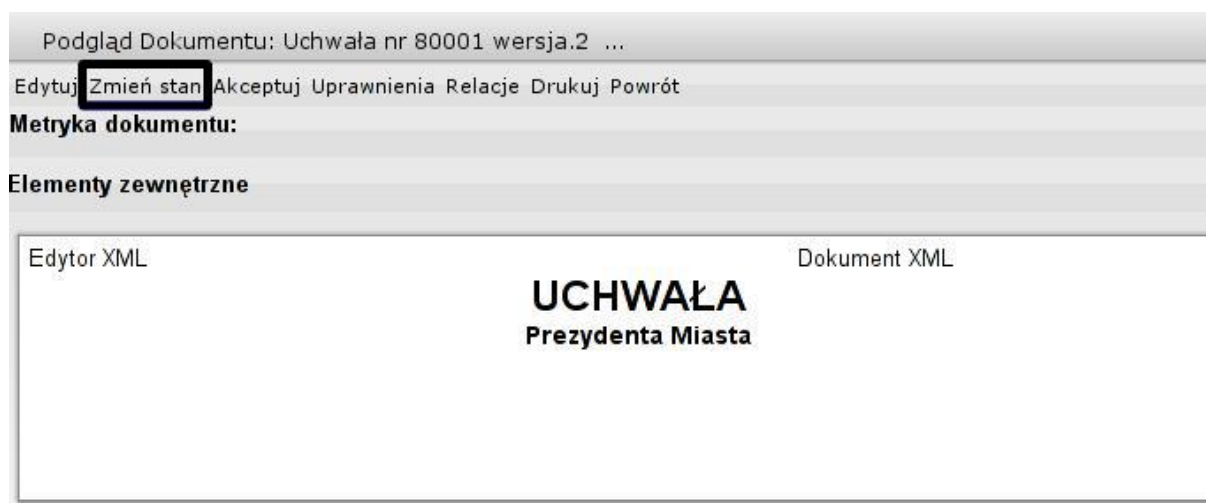 Podgląd Dokumentu: Uchwała nr 80001 wersja.2 ...
Edytuj Zmień stan Akceptuj Uprawnienia Relacje Drukuj Powrót
Metryka dokumentu:
Elementy zewnętrzne
Edytor XML Dokument XML
UCHWAŁA
Prezydenta Miasta